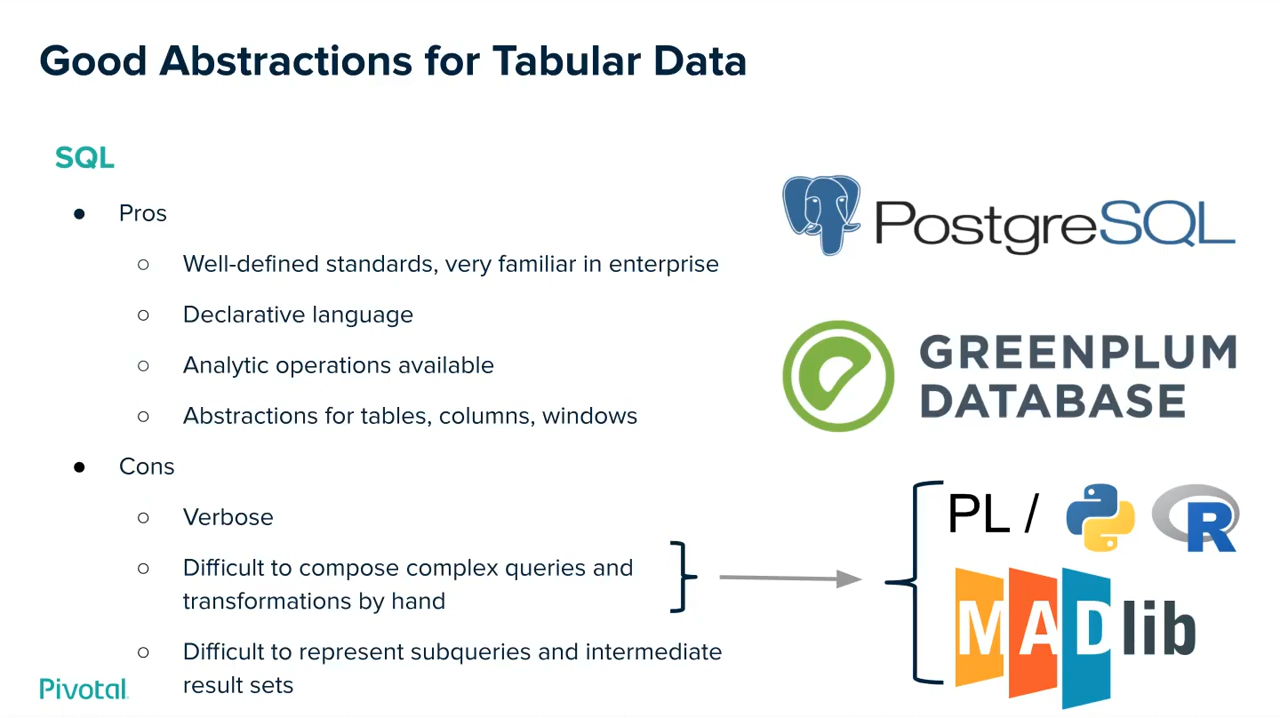 Good Abstractions for Tabular Data
SQL
● Pros
○ Well-defined standards, very familiar in enterprise
○ Declarative language
○ Analytic operations available
○ Abstractions for tables, columns, windows
● Cons
○ Verbose
○ Difficult to compose complex queries and
transformations by hand
○ Difficult to represent subqueries and intermediate
result sets
PostgreSQL
GREENPLUM
DATABASE
PL / R
MADlib
Pivotal